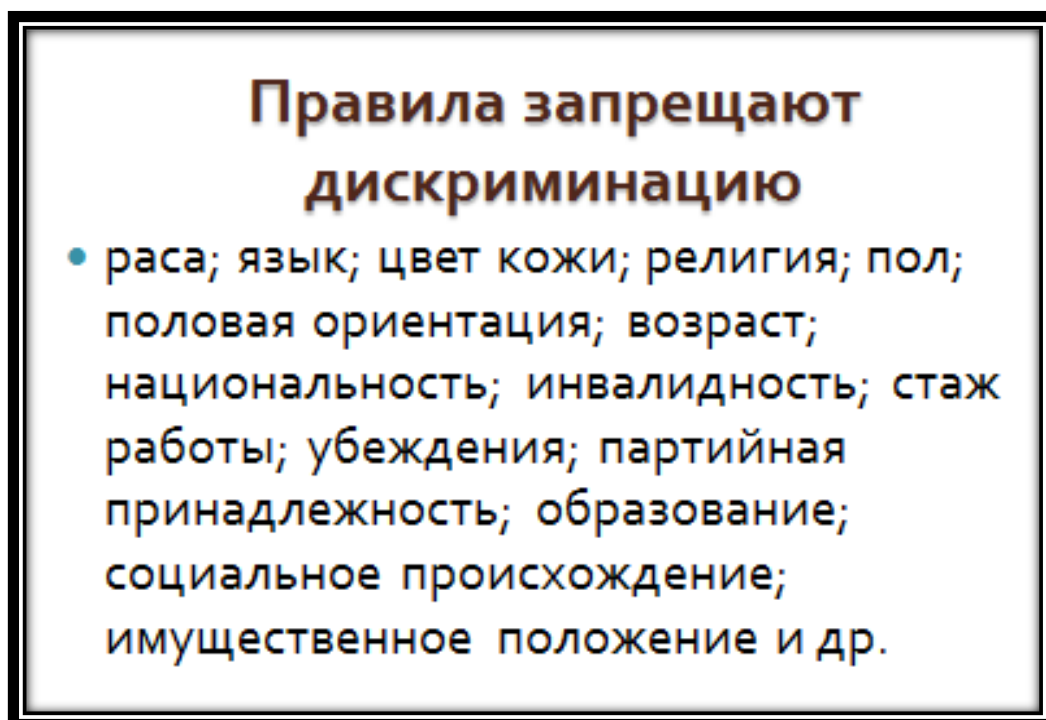 Правила запрещают
дискриминацию
• раса; язык; цвет кожи; религия; пол;
половая ориентация; возраст;
национальность; инвалидность; стаж
работы; убеждения; партийная
принадлежность; образование;
социальное происхождение;
имущественное положение и др.